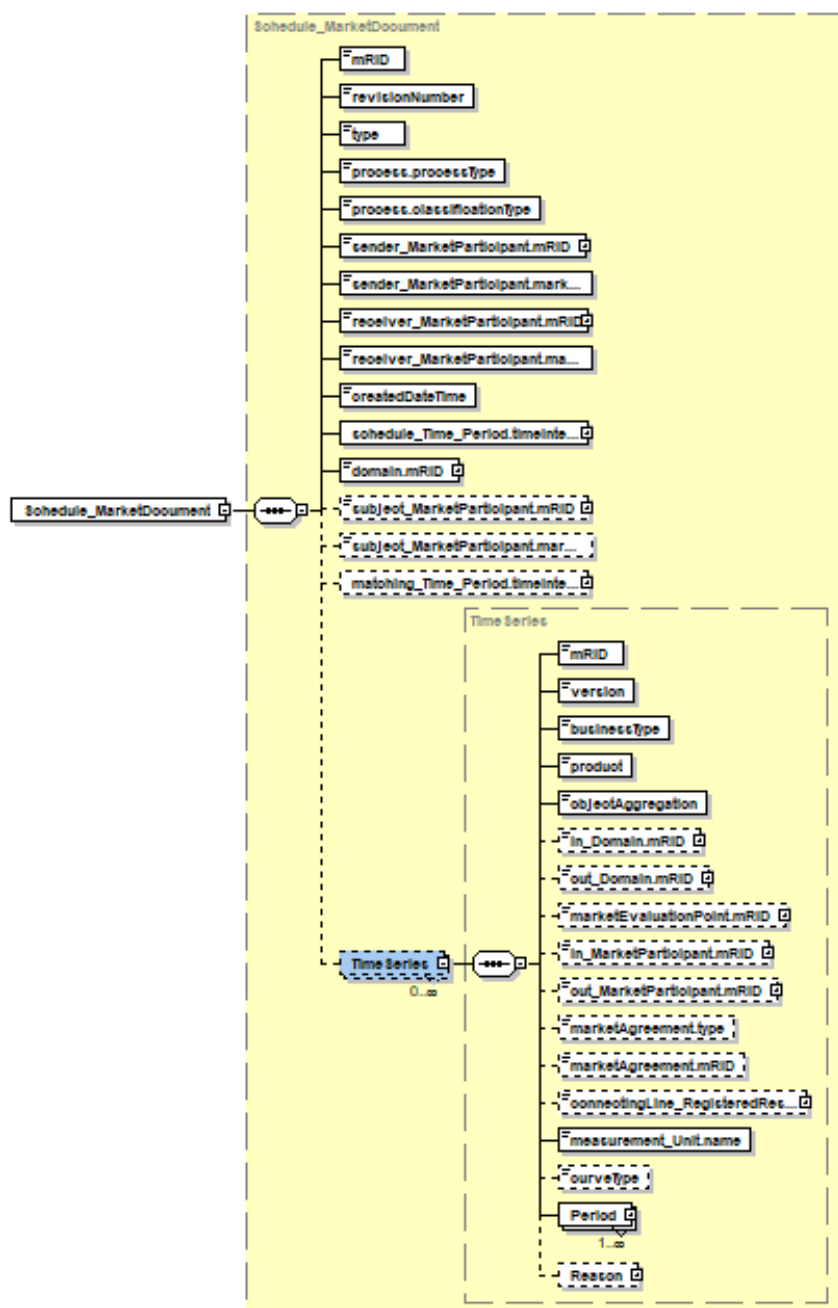 Schedule_MarketDocument
mRID
revisionNumber
type
process.processType
process.classificationType
sender_MarketParticipant.mRID
sender_MarketParticipant.mark...
receiver_MarketParticipant.mRID
receiver_MarketParticipant.ma...
createdDateTime
schedule_Time_Period.timeInte...
domain.mRID
Schedule_MarketDocument
subject_MarketParticipant.mRID
subject_MarketParticipant.mar...
matching_Time_Period.timeInte...
TimeSeries
mRID
version
businessType
product
objectAggregation
in_Domain.mRID
out_Domain.mRID
marketEvaluationPoint.mRID
in_MarketParticipant.mRID
TimeSeries
0...∞
out_MarketParticipant.mRID
marketAgreement.type
marketAgreement.mRID
connectingLine_RegisteredRes...
measurement_Unit.name
curveType
Period
1...∞
Reason